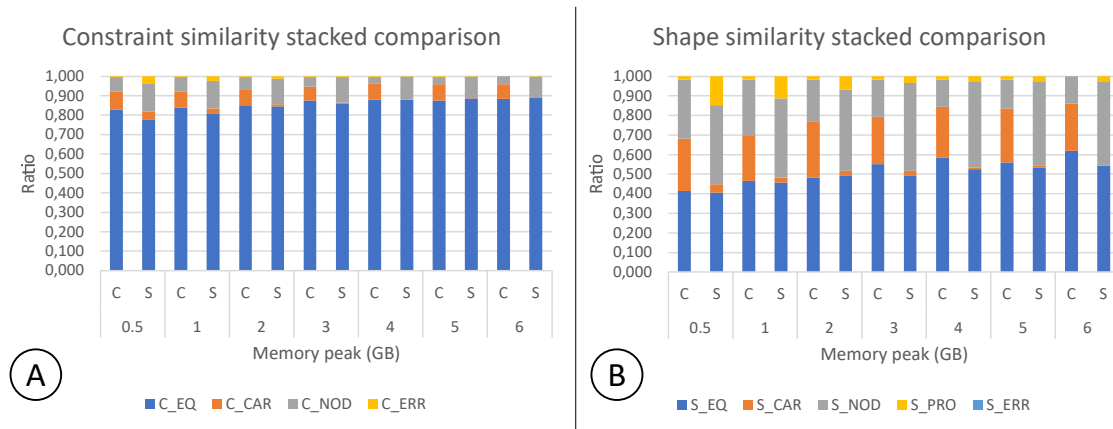 Constraint similarity stacked comparison
1,000
0,900
0,800
0,700
0,600
0,500
0,400
0,300
0,200
0,100
0,000
Ratio
C S C S C S C S C S C S C S
0.5 1 2 3 4 5 6
Memory peak (GB)
A
C_EQ C_CAR C_NOD C_ERR
Shape similarity stacked comparison
1,000
0,900
0,800
0,700
0,600
0,500
0,400
0,300
0,200
0,100
0,000
Ratio
C S C S C S C S C S C S C S
0.5 1 2 3 4 5 6
Memory peak (GB)
B
S_EQ S_CAR S_NOD S_PRO S_ERR